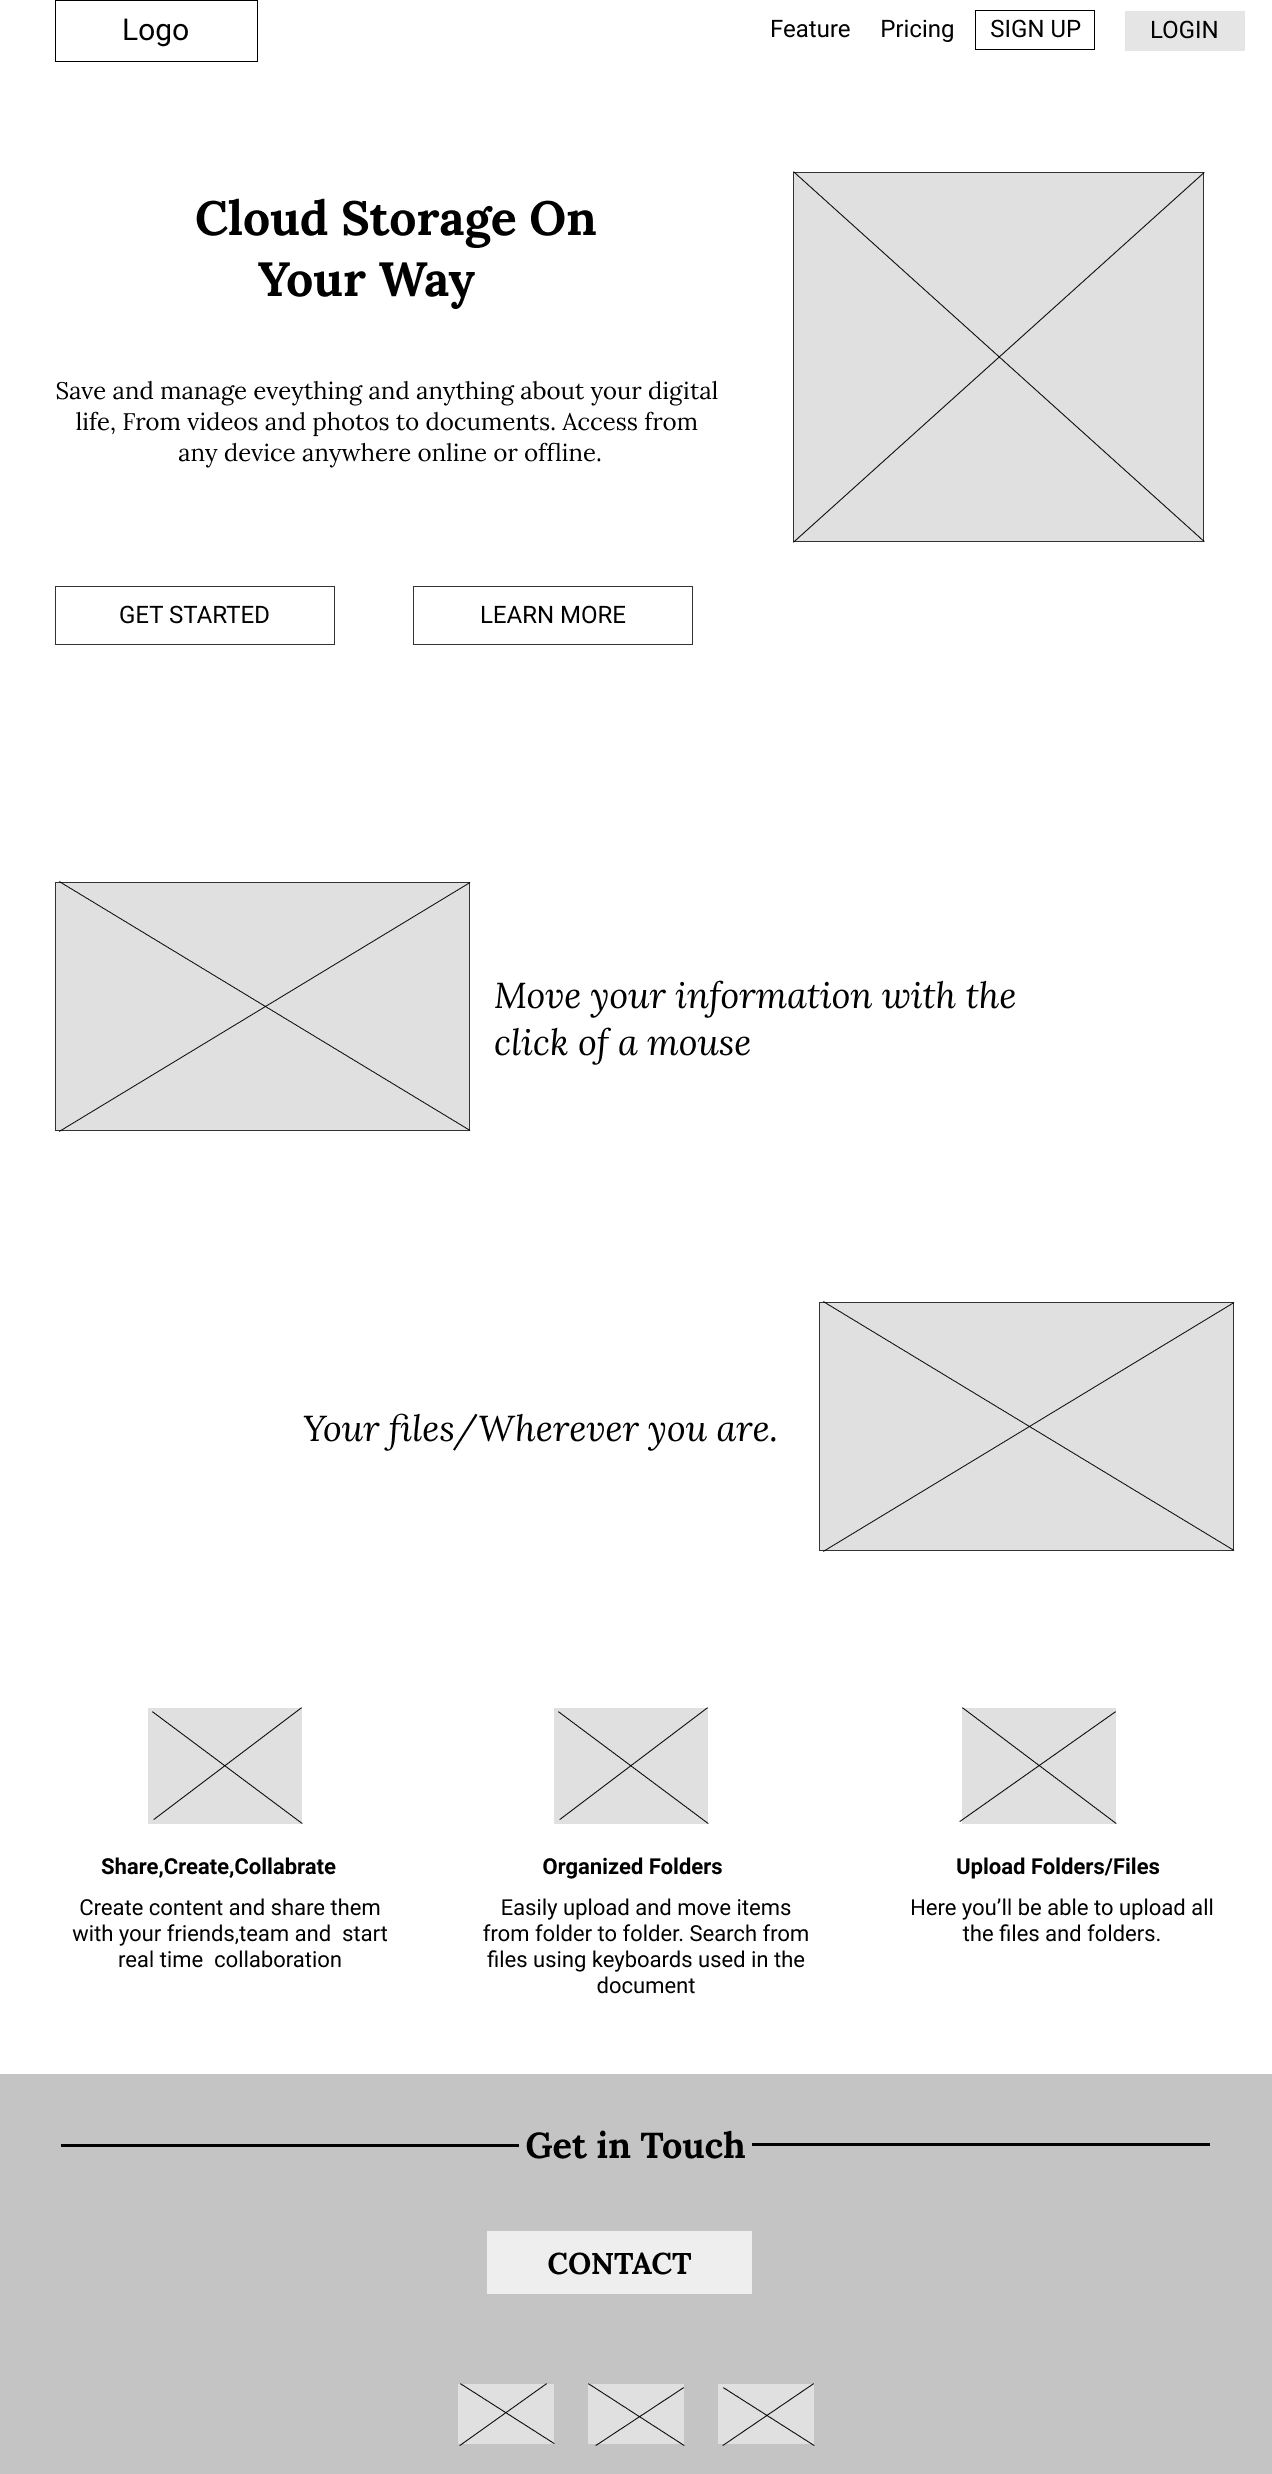 Logo
Feature
Pricing
SIGN UP
LOGIN
Cloud Storage On
Your Way
Save and manage eveything and anything about your digital
life, From videos and photos to documents. Access from
any device anywhere online or offline.
GET STARTED
LEARN MORE
Move your information with the
click of a mouse
Your files/Wherever you are.
Share,Create,Collabrate
Create content and share them
with your friends,team and  start
real time  collaboration
Organized Folders
Easily upload and move items
from folder to folder. Search from
files using keyboards used in the
document
Upload Folders/Files
Here you’ll be able to upload all
the files and folders.
Get in Touch
CONTACT